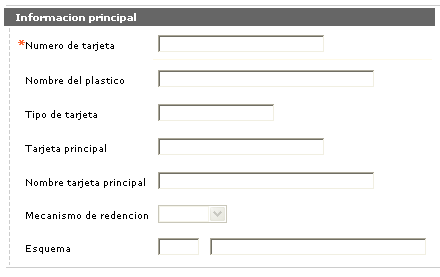 Informacion principal
*Numero de tarjeta
Nombre del plastico
Tipo de tarjeta
Tarjeta principal
Nombre tarjeta principal
Mecanismo de redencion
Esquema